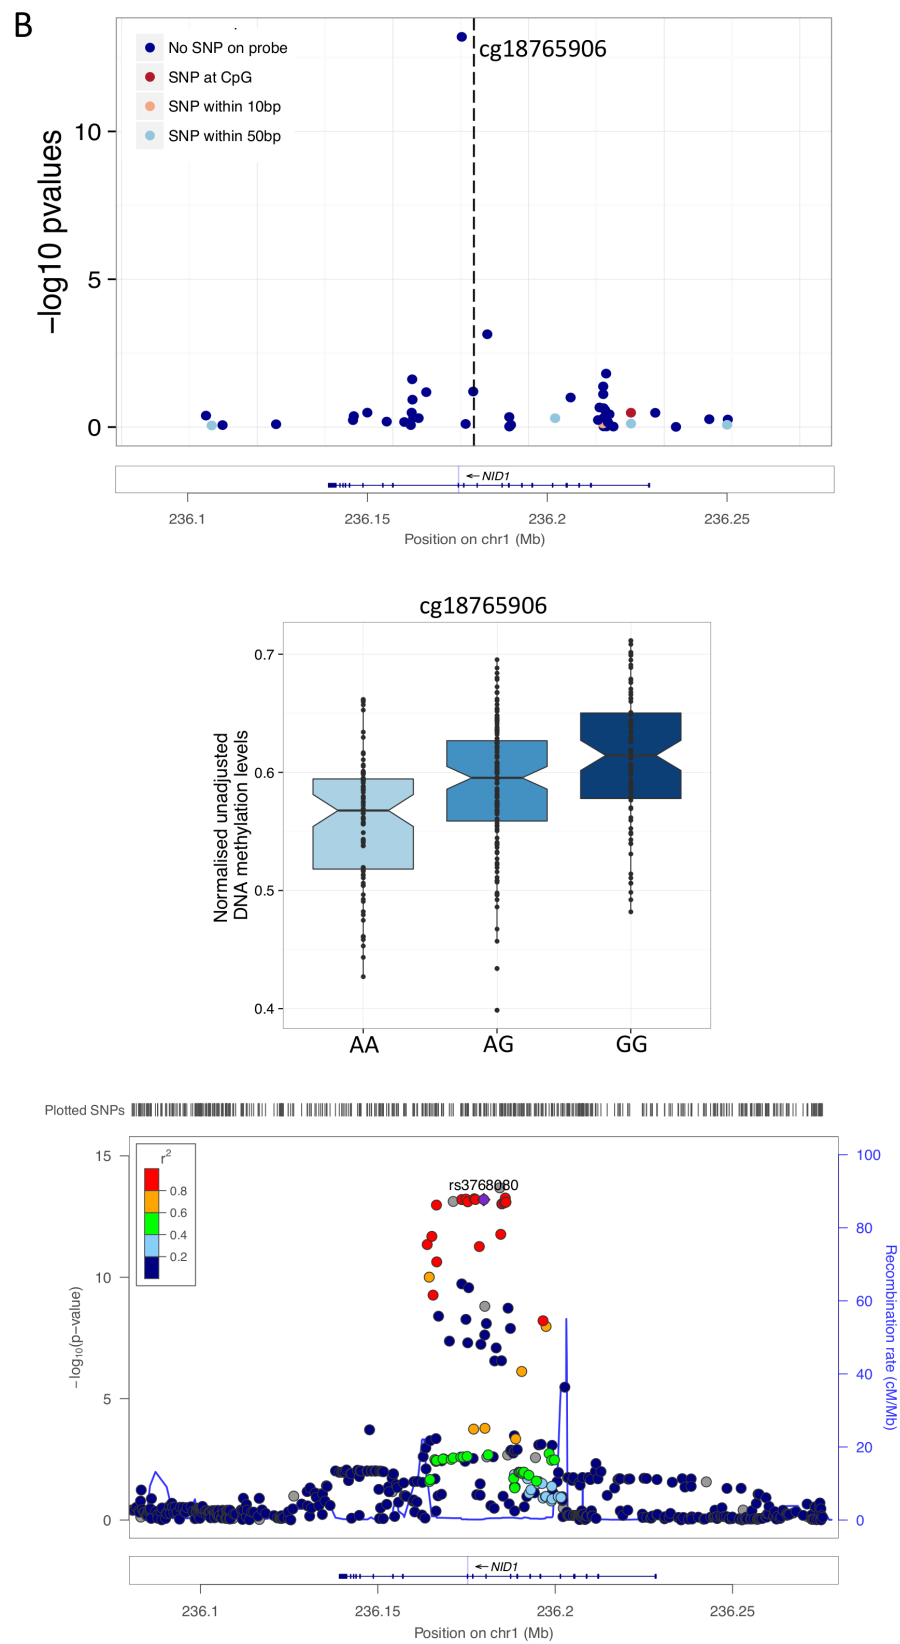 B
No SNP on probe
SNP at CpG
SNP within 10bp
SNP within 50bp
cg18765906
−log10 pvalues
10
5
0
←NID1
236.1 236.15 236.2 236.25
Position on chr1 (Mb)
cg18765906
Normalised unadjusted
DNA methylation levels
0.7
0.6
0.5
0.4
AA AG GG
Plotted SNPs
r²
0.8
0.6
0.4
0.2
rs3768080
−log₁₀(p−value)
15
10
5
0
100
80
60
40
20
0
Recombination rate (cM/Mb)
←NID1
236.1 236.15 236.2 236.25
Position on chr1 (Mb)